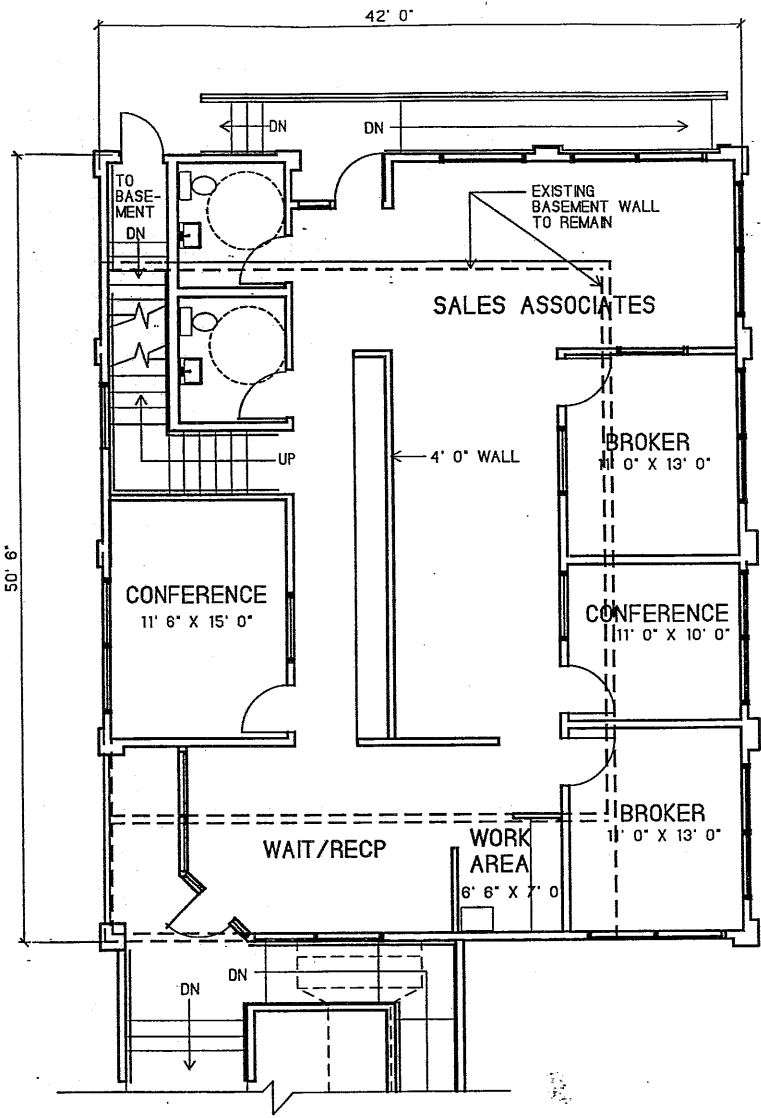 42' 0"
DN
DN
TO
BASE-
MENT
DN
EXISTING
BASEMENT WALL
TO REMAIN
SALES ASSOCIATES
BROKER
11' 0" X 13' 0"
4' 0" WALL
UP
50' 6"
CONFERENCE
11' 6" X 15' 0"
CONFERENCE
11' 0" X 10' 0"
BROKER
11' 0" X 13' 0"
WAIT/RECP
WORK
AREA
6' 6" X 7' 0
DN
DN